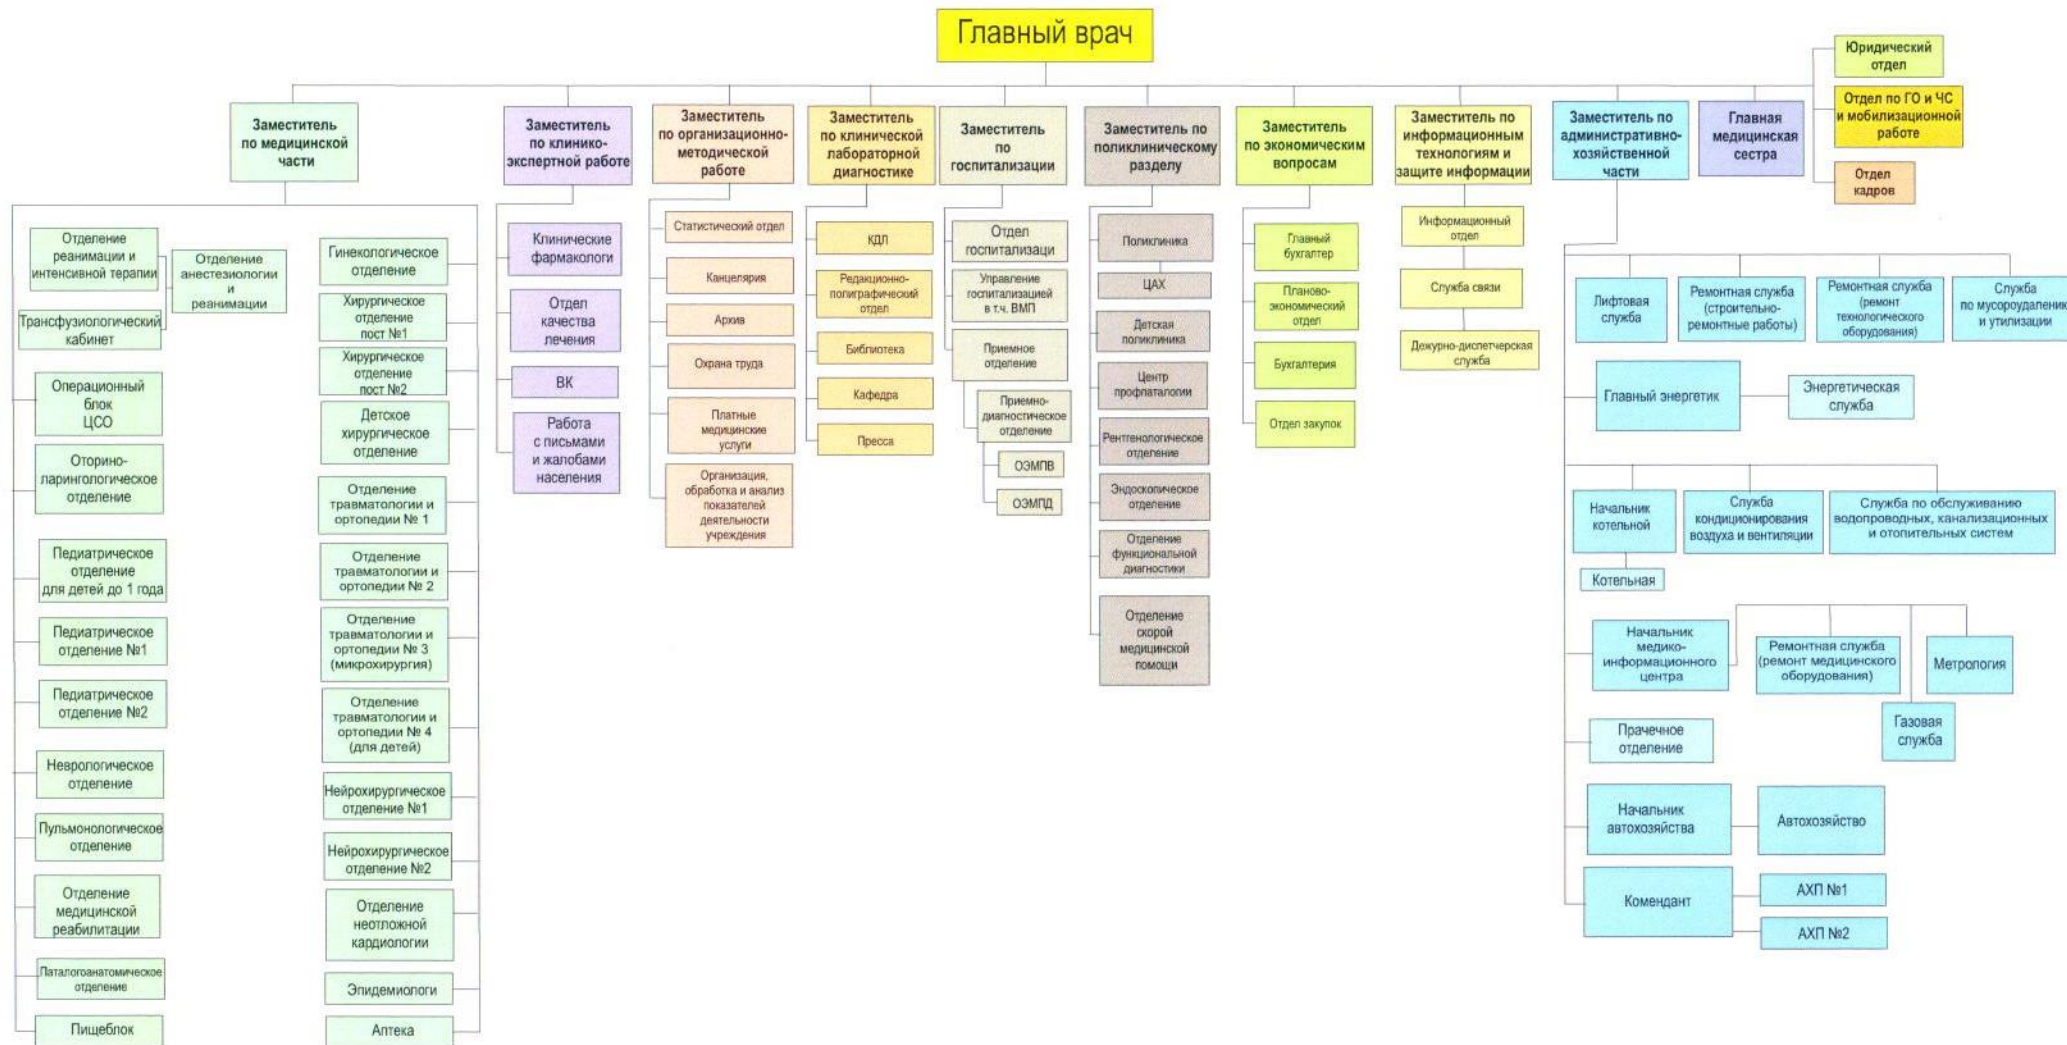 Главный врач
Юридический
отдел
Отдел по ГО и ЧС
и мобилизационной
работе
Отдел
кадров
Заместитель
по медицинской
части
Заместитель
по клинико-
экспертной работе
Заместитель
по организационно-
методической
работе
Заместитель
по клинической
лабораторной
диагностике
Заместитель
по
госпитализации
Заместитель по
поликлиническому
разделу
Заместитель
по экономическим
вопросам
Заместитель по
информационным
технологиям и
защите информации
Заместитель по
административно-
хозяйственной
части
Главная
медицинская
сестра
Отделение
реанимации и
интенсивной терапии
Отделение
анестезиологии
и
реанимации
Трансфузиологический
кабинет
Операционный
блок
ЦСО
Оторино-
ларингологическое
отделение
Педиатрическое
отделение
для детей до 1 года
Педиатрическое
отделение №1
Педиатрическое
отделение №2
Неврологическое
отделение
Пульмонологическое
отделение
Отделение
медицинской
реабилитации
Паталогоанатомическое
отделение
Пищеблок
Гинекологическое
отделение
Хирургическое
отделение
пост №1
Хирургическое
отделение
пост №2
Детское
хирургическое
отделение
Отделение
травматологии и
ортопедии № 1
Отделение
травматологии и
ортопедии № 2
Отделение
травматологии и
ортопедии № 3
(микрохирургия)
Отделение
травматологии и
ортопедии № 4
(для детей)
Нейрохирургическое
отделение №1
Нейрохирургическое
отделение №2
Отделение
неотложной
кардиологии
Эпидемиологи
Аптека
Клинические
фармакологи
Отдел
качества
лечения
ВК
Работа
с письмами
и жалобами
населения
Статистический отдел
Канцелярия
Архив
Охрана труда
Платные
медицинские
услуги
Организация,
обработка и анализ
показателей
деятельности
учреждения
КДЛ
Редакционно-
полиграфический
отдел
Библиотека
Кафедра
Пресса
Отдел
госпитализаци
Управление
госпитализацией
в т.ч. ВМП
Приемное
отделение
Приемно-
диагностическое
отделение
ОЭМПВ
ОЭМПД
Поликлиника
ЦАХ
Детская
поликлиника
Центр
профпаталогии
Рентгенологическое
отделение
Эндоскопическое
отделение
Отделение
функциональной
диагностики
Отделение
скорой
медицинской
помощи
Главный
бухгалтер
Планово-
экономический
отдел
Бухгалтерия
Отдел закупок
Информационный
отдел
Служба связи
Дежурно-диспетчерская
служба
Лифтовая
служба
Ремонтная служба
(строительно-
ремонтные работы)
Ремонтная служба
(ремонт
технологического
оборудования)
Служба
по мусороудалению
и утилизации
Главный энергетик
Энергетическая
служба
Начальник
котельной
Служба
кондиционирования
воздуха и вентиляции
Служба по обслуживанию
водопроводных, канализационных
и отопительных систем
Котельная
Начальник
медико-
информационного
центра
Ремонтная служба
(ремонт медицинского
оборудования)
Метрология
Газовая
служба
Прачечное
отделение
Начальник
автохозяйства
Автохозяйство
Комендант
АХП №1
АХП №2